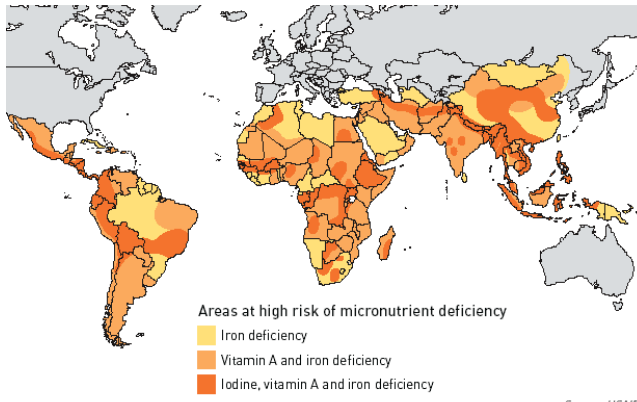 Areas at high risk of micronutrient deficiency
Iron deficiency
Vitamin A and iron deficiency
Iodine, vitamin A and iron deficiency